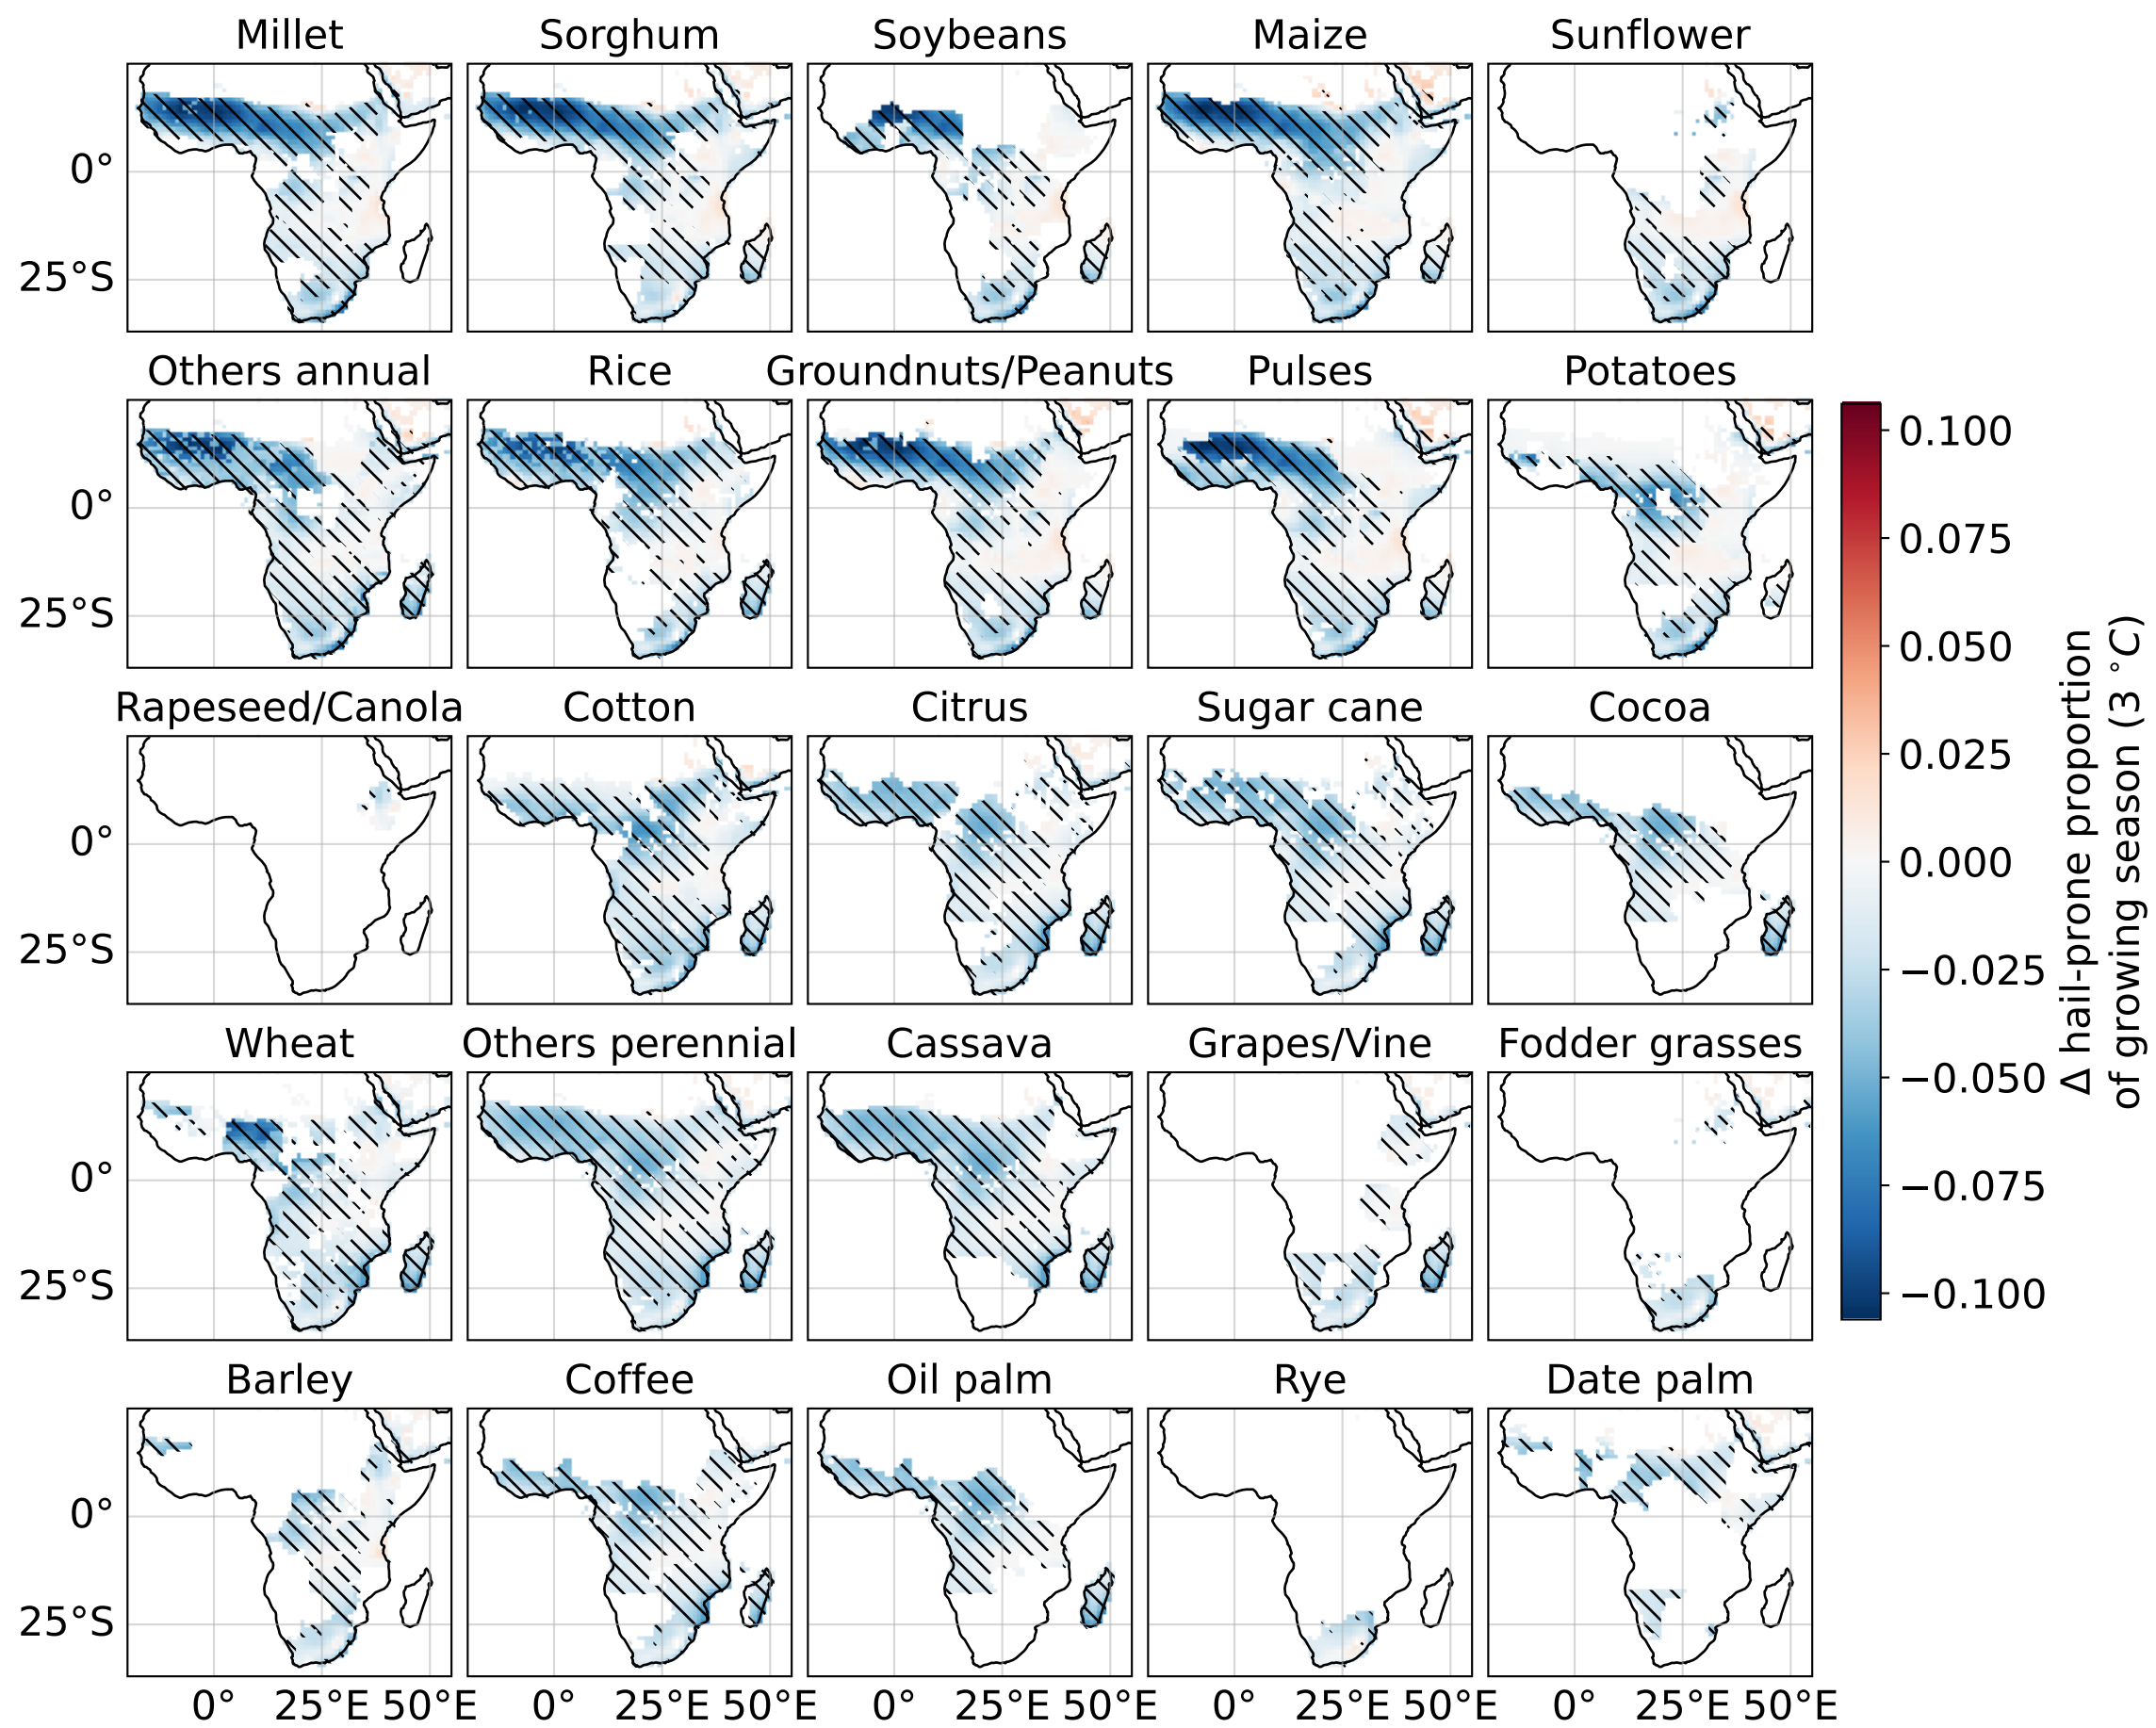 Millet Sorghum Soybeans Maize Sunflower
0°
25°S
Others annual Rice Groundnuts/Peanuts Pulses Potatoes
0°
25°S
Rapeseed/Canola Cotton Citrus Sugar cane Cocoa
0°
25°S
Wheat Others perennial Cassava Grapes/Vine Fodder grasses
0°
25°S
Barley Coffee Oil palm Rye Date palm
0°
25°S
0° 25°E 50°E 0° 25°E 50°E 0° 25°E 50°E 0° 25°E 50°E 0° 25°E 50°E
0.100
0.075
0.050
0.025
0.000
−0.025
−0.050
−0.075
−0.100
Δ hail-prone proportion
of growing season (3 °C)